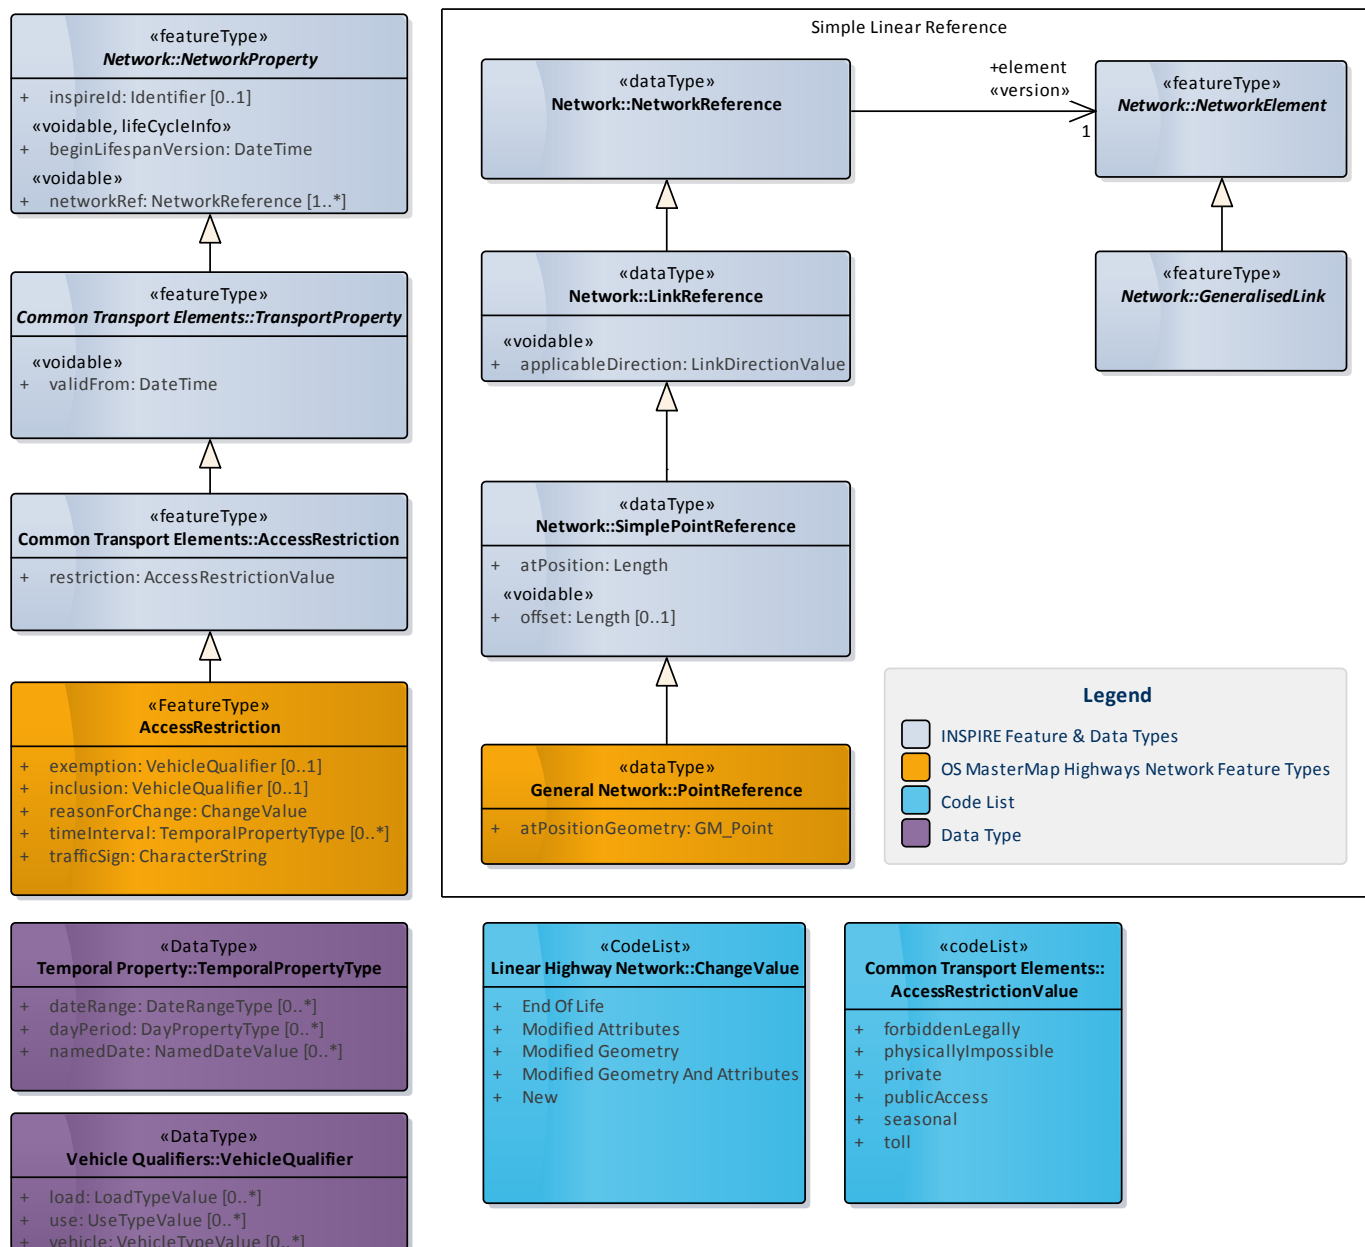 «featureType»
Network::NetworkProperty
+ inspireId: Identifier [0..1]
«voidable, lifeCycleInfo»
+ beginLifespanVersion: DateTime
«voidable»
+ networkRef: NetworkReference [1..*]
«featureType»
Common Transport Elements::TransportProperty
«voidable»
+ validFrom: DateTime
«featureType»
Common Transport Elements::AccessRestriction
+ restriction: AccessRestrictionValue
«FeatureType»
AccessRestriction
+ exemption: VehicleQualifier [0..1]
+ inclusion: VehicleQualifier [0..1]
+ reasonForChange: ChangeValue
+ timeInterval: TemporalPropertyType [0..*]
+ trafficSign: CharacterString
Simple Linear Reference
«dataType»
Network::NetworkReference
+element
«version»
1
«featureType»
Network::NetworkElement
«dataType»
Network::LinkReference
«voidable»
+ applicableDirection: LinkDirectionValue
«featureType»
Network::GeneralisedLink
«dataType»
Network::SimplePointReference
+ atPosition: Length
«voidable»
+ offset: Length [0..1]
«dataType»
General Network::PointReference
+ atPositionGeometry: GM_Point
Legend
INSPIRE Feature & Data Types
OS MasterMap Highways Network Feature Types
Code List
Data Type
«DataType»
Temporal Property::TemporalPropertyType
+ dateRange: DateRangeType [0..*]
+ dayPeriod: DayPropertyType [0..*]
+ namedDate: NamedDateValue [0..*]
«DataType»
Vehicle Qualifiers::VehicleQualifier
+ load: LoadTypeValue [0..*]
+ use: UseTypeValue [0..*]
+ vehicle: VehicleTypeValue [0..*]
«CodeList»
Linear Highway Network::ChangeValue
+ End Of Life
+ Modified Attributes
+ Modified Geometry
+ Modified Geometry And Attributes
+ New
«codeList»
Common Transport Elements::
AccessRestrictionValue
+ forbiddenLegally
+ physicallyImpossible
+ private
+ publicAccess
+ seasonal
+ toll